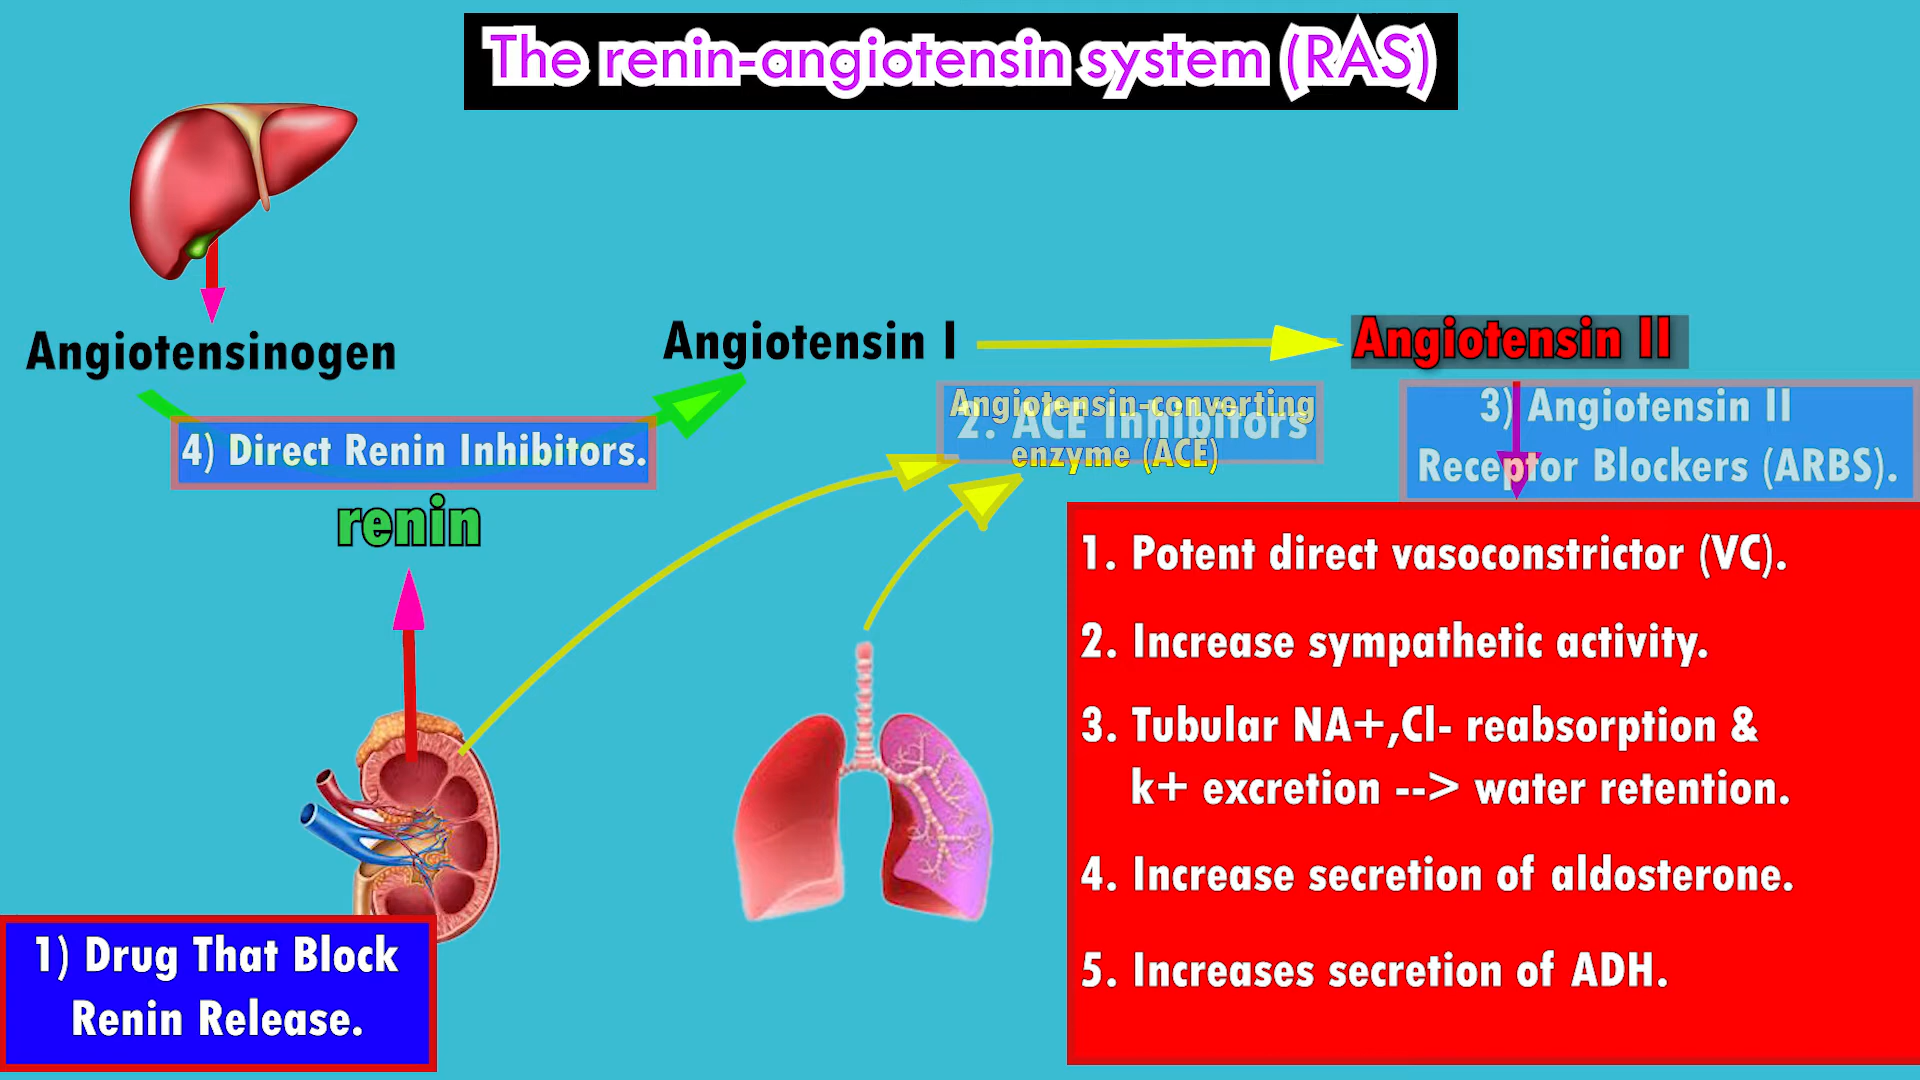 The renin-angiotensin system (RAS)
Angiotensinogen
Angiotensin I
Angiotensin II
4) Direct Renin Inhibitors.
renin
Angiotensin-converting
enzyme (ACE)
2. ACE Inhibitors
3) Angiotensin II
Receptor Blockers (ARBS).
1. Potent direct vasoconstrictor (VC).
2. Increase sympathetic activity.
3. Tubular NA+,Cl- reabsorption &
k+ excretion --> water retention.
4. Increase secretion of aldosterone.
5. Increases secretion of ADH.
1) Drug That Block
Renin Release.